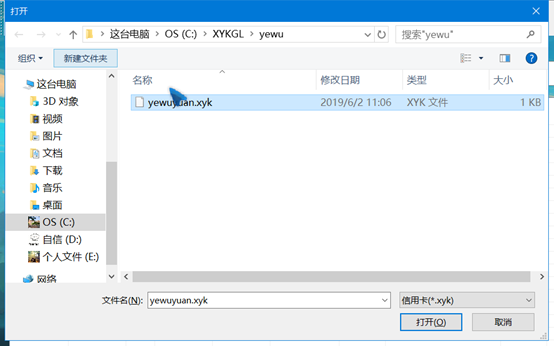 打开
这台电脑 › OS (C:) › XYKGL › yewu
搜索"yewu"
组织 新建文件夹
名称 修改日期 类型 大小
yewuyuan.xyk 2019/6/2 11:06 XYK 文件 1 KB
这台电脑
3D 对象
视频
图片
文档
下载
音乐
桌面
OS (C:)
自信 (D:)
个人文件 (E:)
网络
文件名(N): yewuyuan.xyk 信用卡(*.xyk)
打开(O) 取消